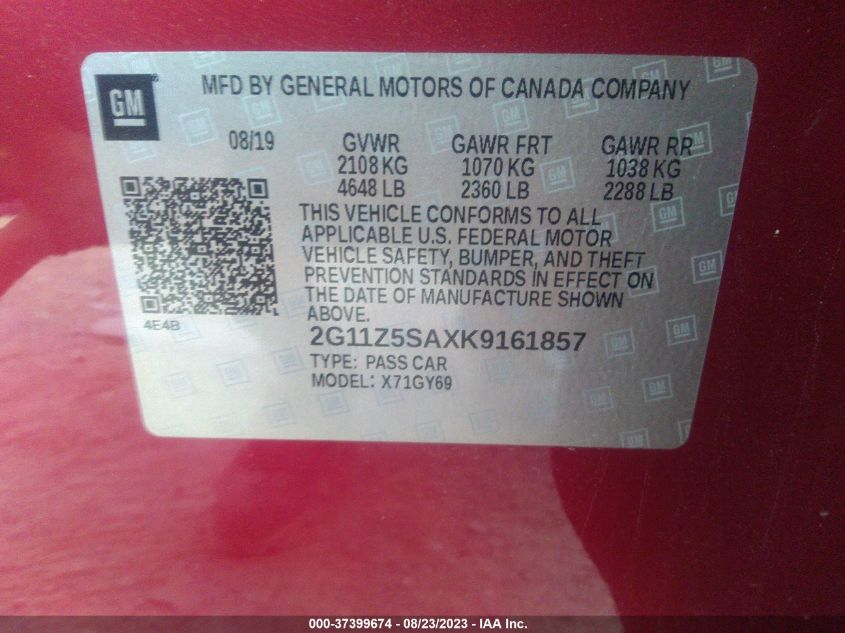 GM
MFD BY GENERAL MOTORS OF CANADA COMPANY
08/19 GVWR GAWR FRT GAWR RR
2108 KG 1070 KG 1038 KG
4648 LB 2360 LB 2288 LB
THIS VEHICLE CONFORMS TO ALL
APPLICABLE U.S. FEDERAL MOTOR
VEHICLE SAFETY, BUMPER, AND THEFT
PREVENTION STANDARDS IN EFFECT ON
THE DATE OF MANUFACTURE SHOWN
ABOVE.
4E4B
2G11Z5SAXK9161857
TYPE: PASS CAR
MODEL: X71GY69
000-37399674 - 08/23/2023 - IAA Inc.